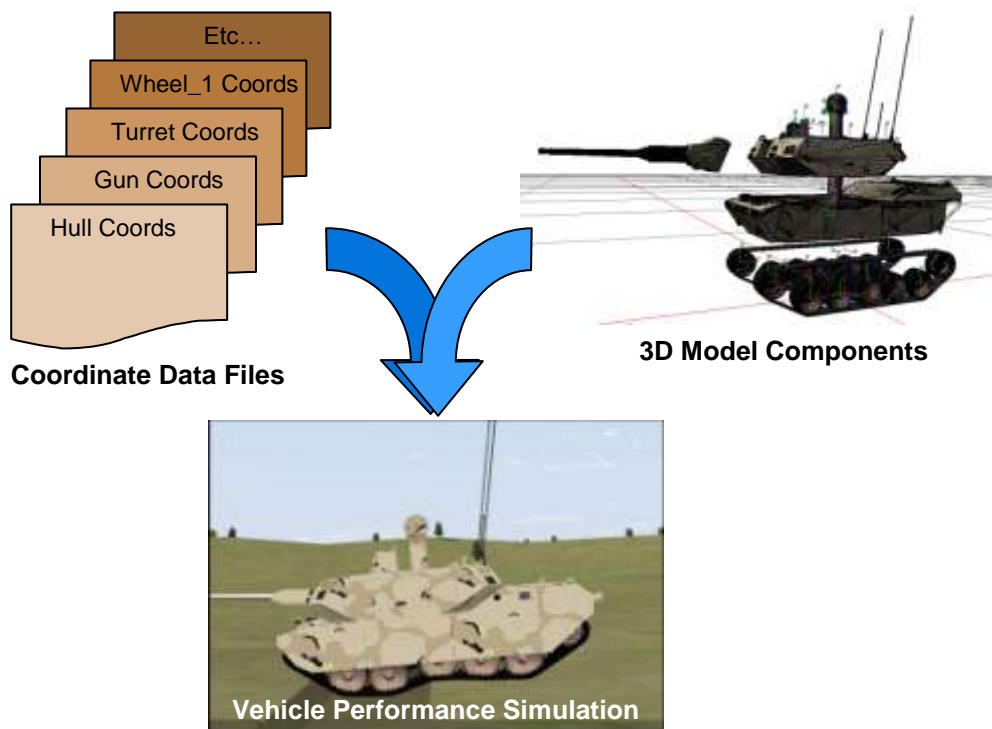 Etc…
Wheel_1 Coords
Turret Coords
Gun Coords
Hull Coords
Coordinate Data Files
3D Model Components
Vehicle Performance Simulation